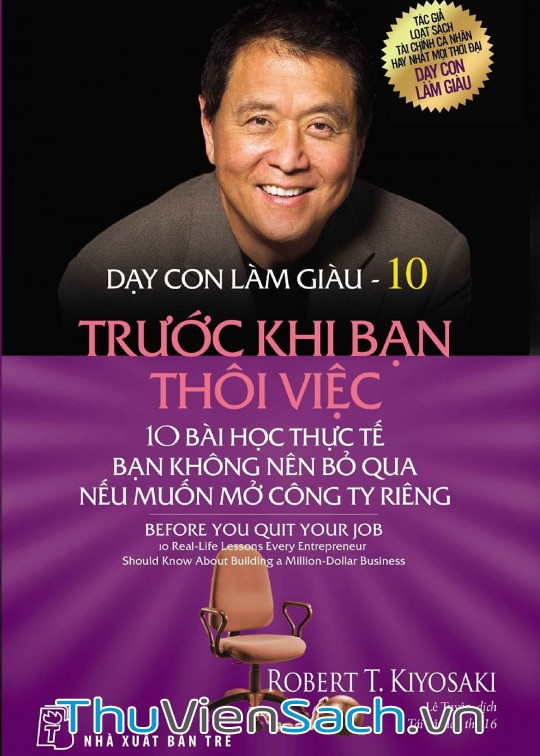 TÁC GIẢ
LOẠT SÁCH
TÀI CHÍNH CÁ NHÂN
HAY NHẤT MỌI THỜI ĐẠI
DẠY CON
LÀM GIÀU
DẠY CON LÀM GIÀU - 10
TRƯỚC KHI BẠN
THÔI VIỆC
10 BÀI HỌC THỰC TẾ
BẠN KHÔNG NÊN BỎ QUA
NẾU MUỐN MỞ CÔNG TY RIÊNG
BEFORE YOU QUIT YOUR JOB
10 Real-Life Lessons Every Entrepreneur
Should Know About Building a Million-Dollar Business
ROBERT T. KIYOSAKI
dịch
16
ThuVienSach.vn
NHÀ XUẤT BẢN TRẺ